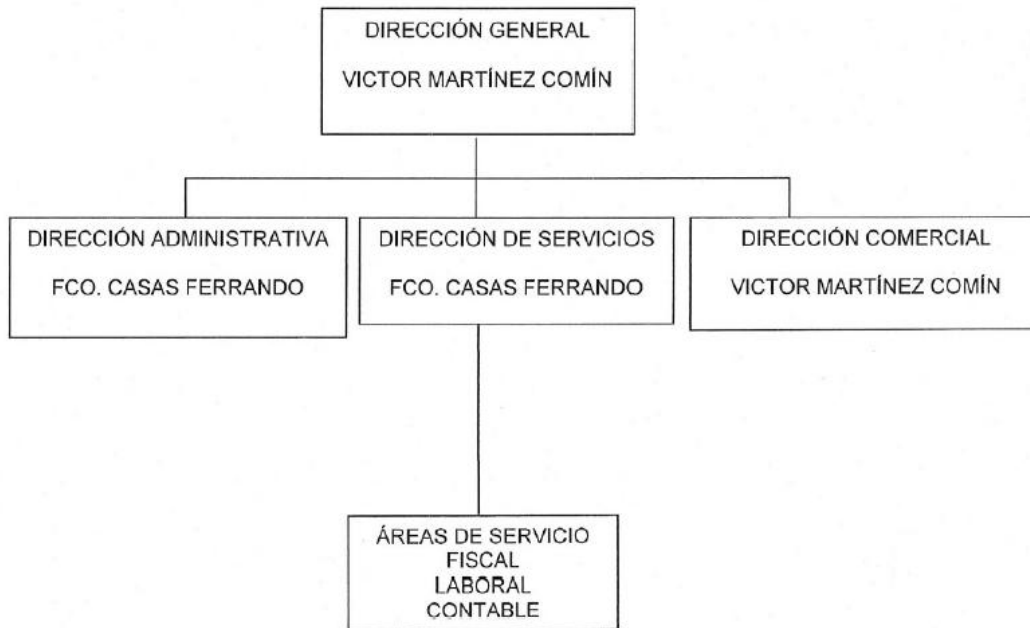 DIRECCIÓN GENERAL
VICTOR MARTÍNEZ COMÍN
DIRECCIÓN ADMINISTRATIVA
FCO. CASAS FERRANDO
DIRECCIÓN DE SERVICIOS
FCO. CASAS FERRANDO
DIRECCIÓN COMERCIAL
VICTOR MARTÍNEZ COMÍN
ÁREAS DE SERVICIO
FISCAL
LABORAL
CONTABLE